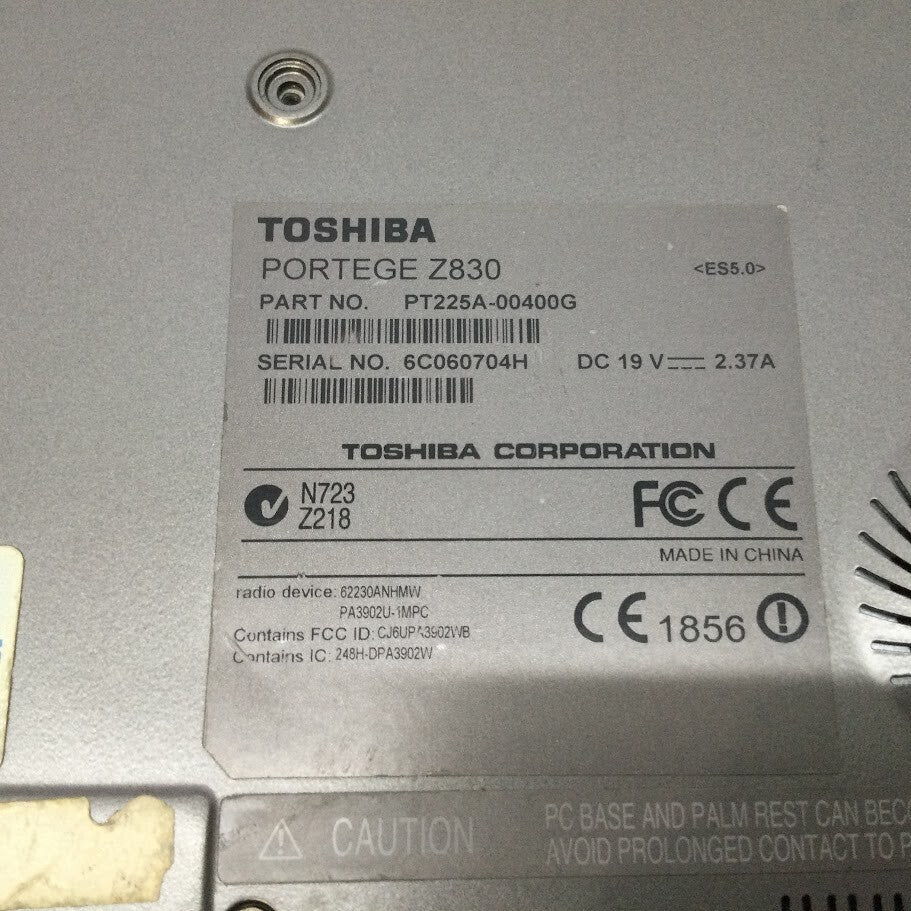 TOSHIBA
PORTEGE Z830 <ES5.0>
PART NO. PT225A-00400G
SERIAL NO. 6C060704H DC 19 V 2.37A
TOSHIBA CORPORATION
N723
Z218
FC CE
MADE IN CHINA
radio device: 62230ANHMW
PA3902U-1MPC
Contains FCC ID: CJ6UPA3902WB
Contains IC: 248H-DPA3902W
CE 1856
CAUTION
PC BASE AND PALM REST CAN BEC
AVOID PROLONGED CONTACT TO P